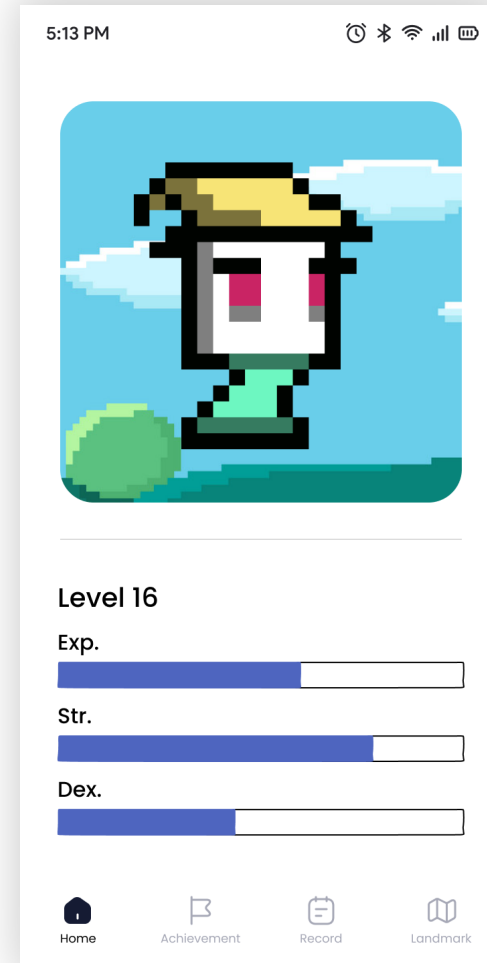 5:13 PM
Level 16
Exp.
Str.
Dex.
Home Achievement Record Landmark